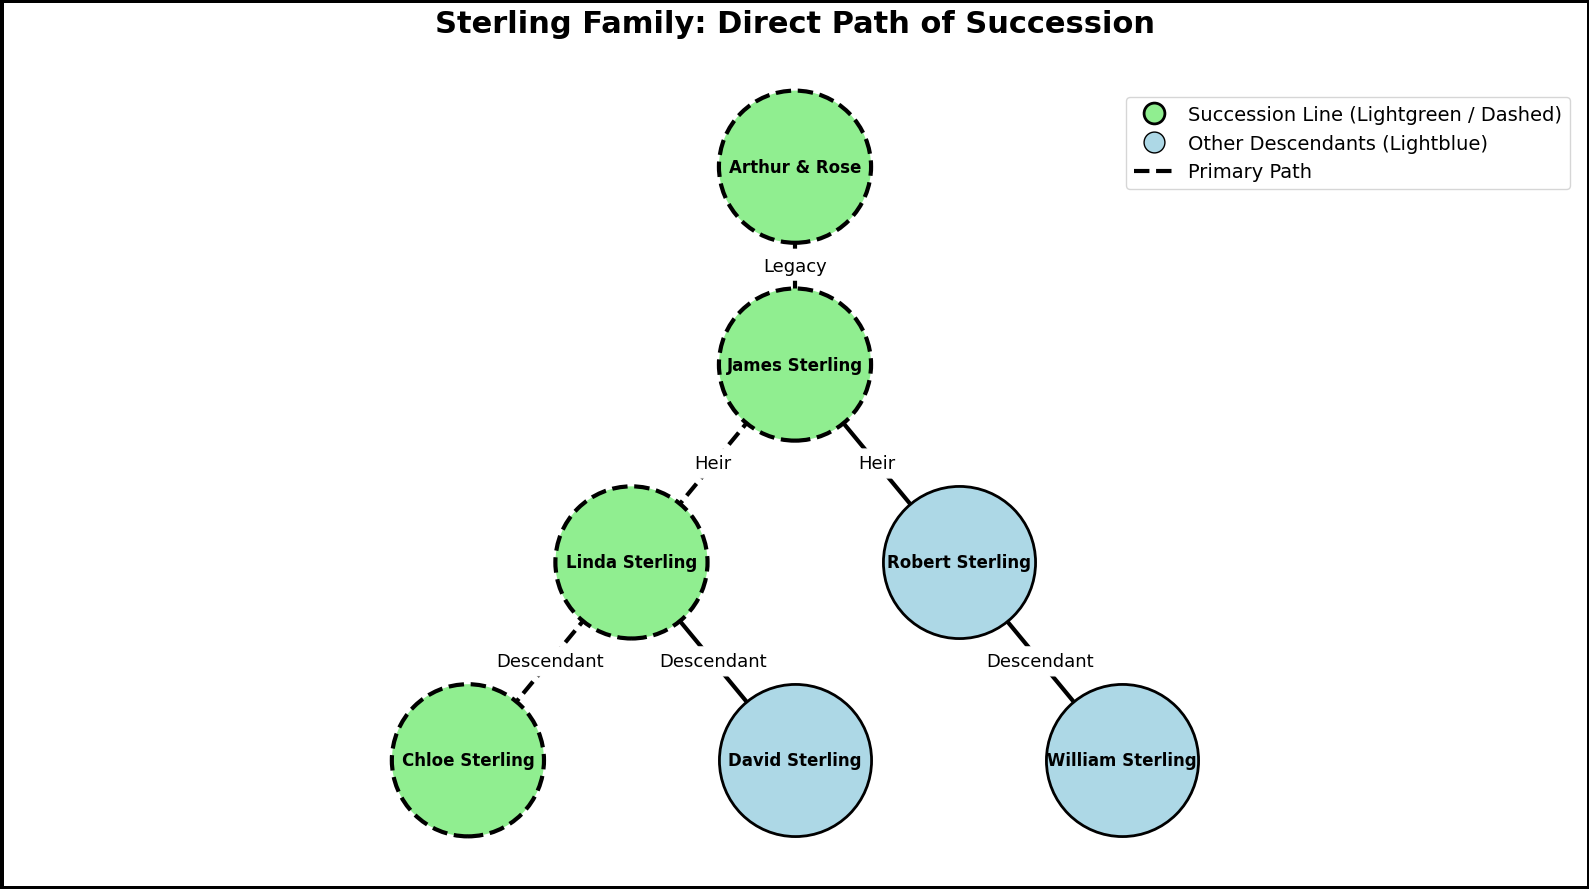 Sterling Family: Direct Path of Succession
Succession Line (Lightgreen / Dashed)
Other Descendants (Lightblue)
Primary Path
Arthur & Rose
Legacy
James Sterling
Heir
Heir
Linda Sterling
Robert Sterling
Descendant
Descendant
Descendant
Chloe Sterling
David Sterling
William Sterling